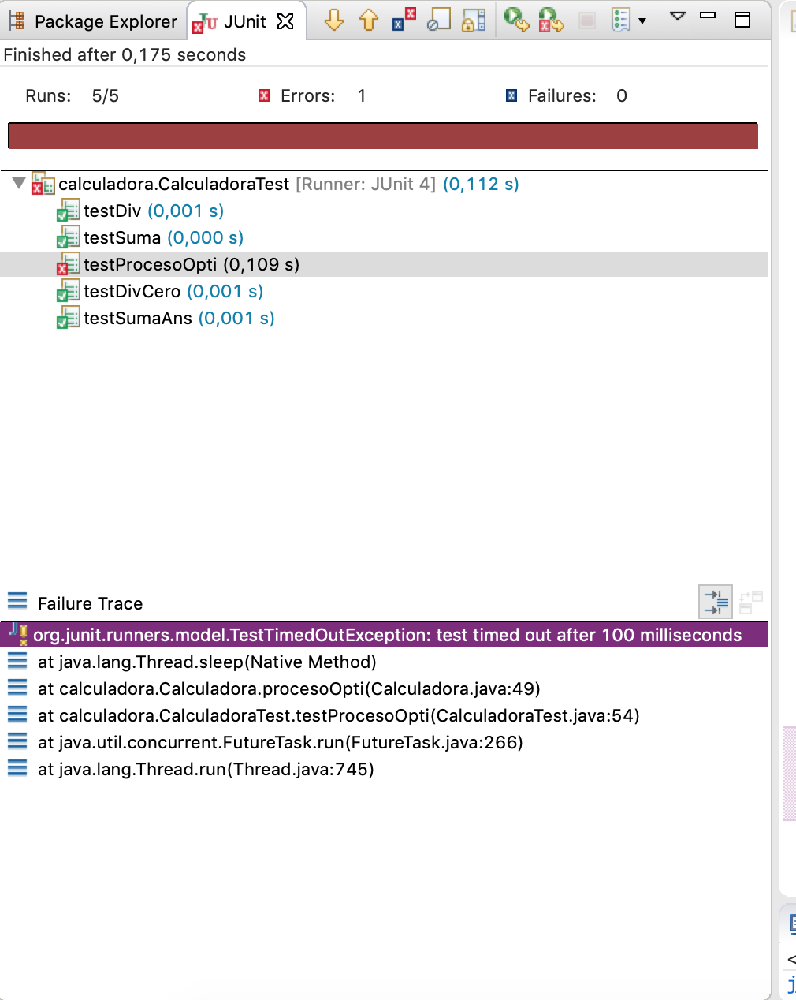 Package Explorer JUnit
Finished after 0,175 seconds
Runs: 5/5 Errors: 1 Failures: 0
calculadora.CalculadoraTest [Runner: JUnit 4] (0,112 s)
testDiv (0,001 s)
testSuma (0,000 s)
testProcesoOpti (0,109 s)
testDivCero (0,001 s)
testSumaAns (0,001 s)
Failure Trace
org.junit.runners.model.TestTimedOutException: test timed out after 100 milliseconds
at java.lang.Thread.sleep(Native Method)
at calculadora.Calculadora.procesoOpti(Calculadora.java:49)
at calculadora.CalculadoraTest.testProcesoOpti(CalculadoraTest.java:54)
at java.util.concurrent.FutureTask.run(FutureTask.java:266)
at java.lang.Thread.run(Thread.java:745)
<
j